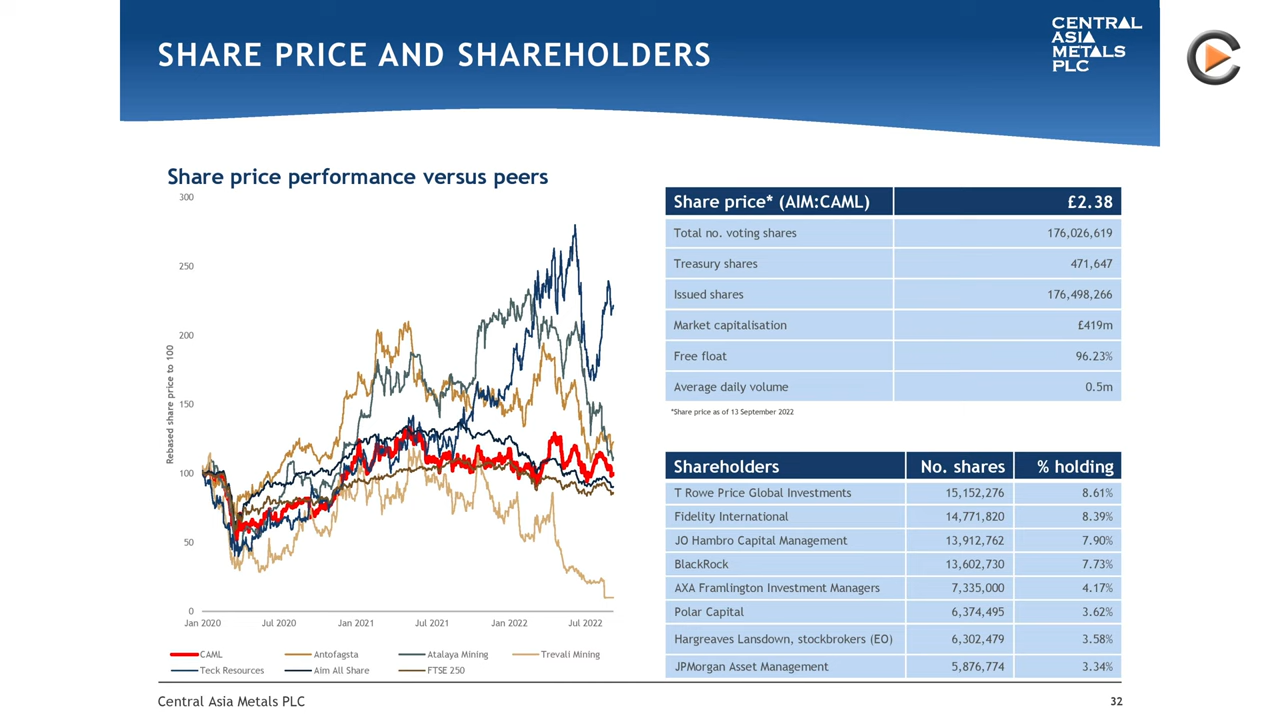 SHARE PRICE AND SHAREHOLDERS
CENTRAL
ASIA
METALS
PLC
Share price performance versus peers
Rebased share price to 100
300
250
200
150
100
50
0
Jan 2020 Jul 2020 Jan 2021 Jul 2021 Jan 2022 Jul 2022
CAML Antofagsta Atalaya Mining Trevali Mining
Teck Resources Aim All Share FTSE 250
Share price* (AIM:CAML) £2.38
Total no. voting shares 176,026,619
Treasury shares 471,647
Issued shares 176,498,266
Market capitalisation £419m
Free float 96.23%
Average daily volume 0.5m
*Share price as of 13 September 2022
Shareholders No. shares % holding
T Rowe Price Global Investments 15,152,276 8.61%
Fidelity International 14,771,820 8.39%
JO Hambro Capital Management 13,912,762 7.90%
BlackRock 13,602,730 7.73%
AXA Framlington Investment Managers 7,335,000 4.17%
Polar Capital 6,374,495 3.62%
Hargreaves Lansdown, stockbrokers (EO) 6,302,479 3.58%
JPMorgan Asset Management 5,876,774 3.34%
Central Asia Metals PLC
32